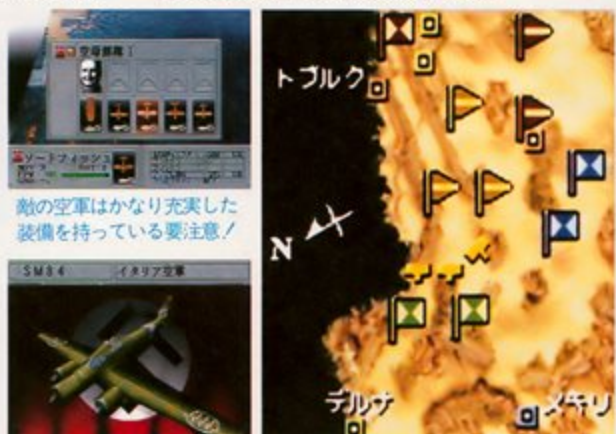 空母部隊 I
ソードフィッシュ
敵の空軍はかなり充実した
装備を持っている要注意!
SM84 イタリア空軍
トブルク
N
デルナ
メキリ